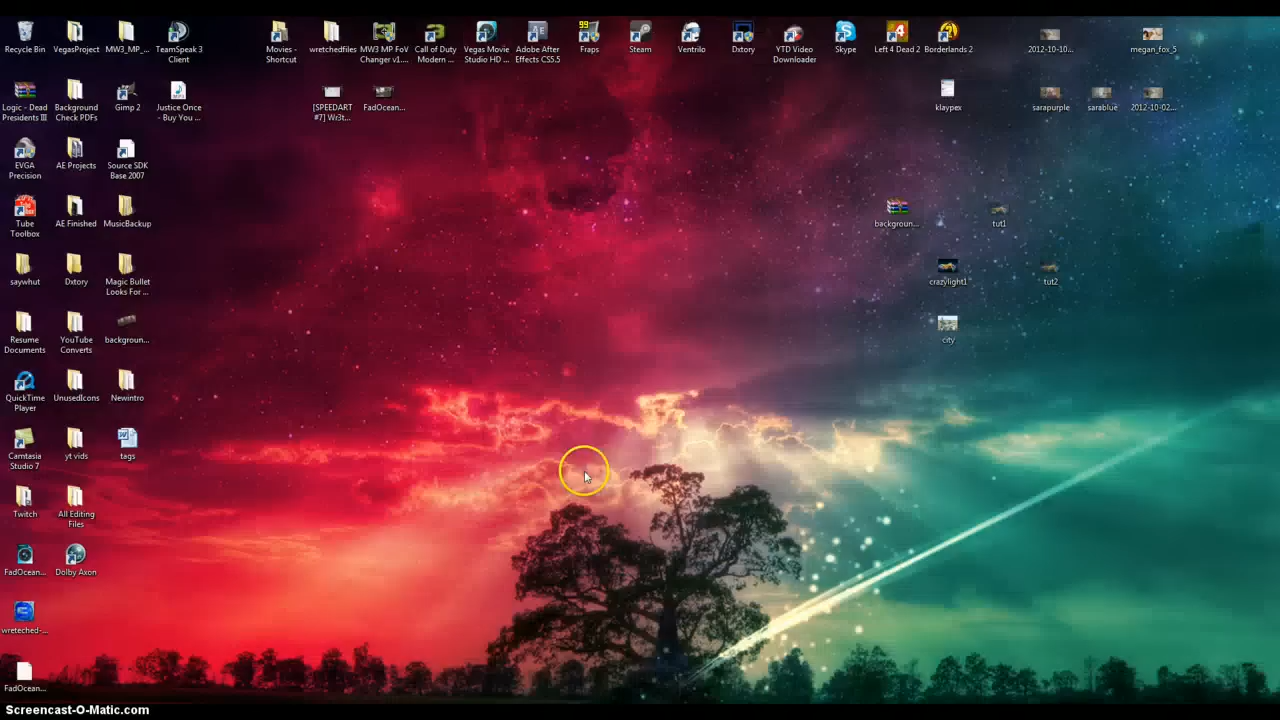 Recycle Bin
VegasProject
MW3_MP_...
TeamSpeak 3
Client
Movies -
Shortcut
wretchedfiles
MW3 MP FoV
Changer v1....
Call of Duty
Modern ...
Vegas Movie
Studio HD ...
Adobe After
Effects CS5.5
99
Fraps
Steam
Ventrilo
Dxtory
YTD Video
Downloader
Skype
Left 4 Dead 2
Borderlands 2
2012-10-10...
megan_fox_5
Logic - Dead
Presidents III
Background
Check PDFs
Gimp 2
Justice Once
- Buy You ...
[SPEEDART
#7] Wr3t...
FadOcean...
klaypex
sarapurple
sarablue
2012-10-02...
EVGA
Precision
AE Projects
Source SDK
Base 2007
Tube
Toolbox
AE Finished
MusicBackup
backgroun...
tut1
saywhut
Dxtory
Magic Bullet
Looks For ...
crazylight1
tut2
Resume
Documents
YouTube
Converts
backgroun...
city
QuickTime
Player
UnusedIcons
Newintro
Camtasia
Studio 7
yt vids
tags
Twitch
All Editing
Files
FadOcean...
Dolby Axon
wreteched-...
FadOcean...
Screencast-O-Matic.com